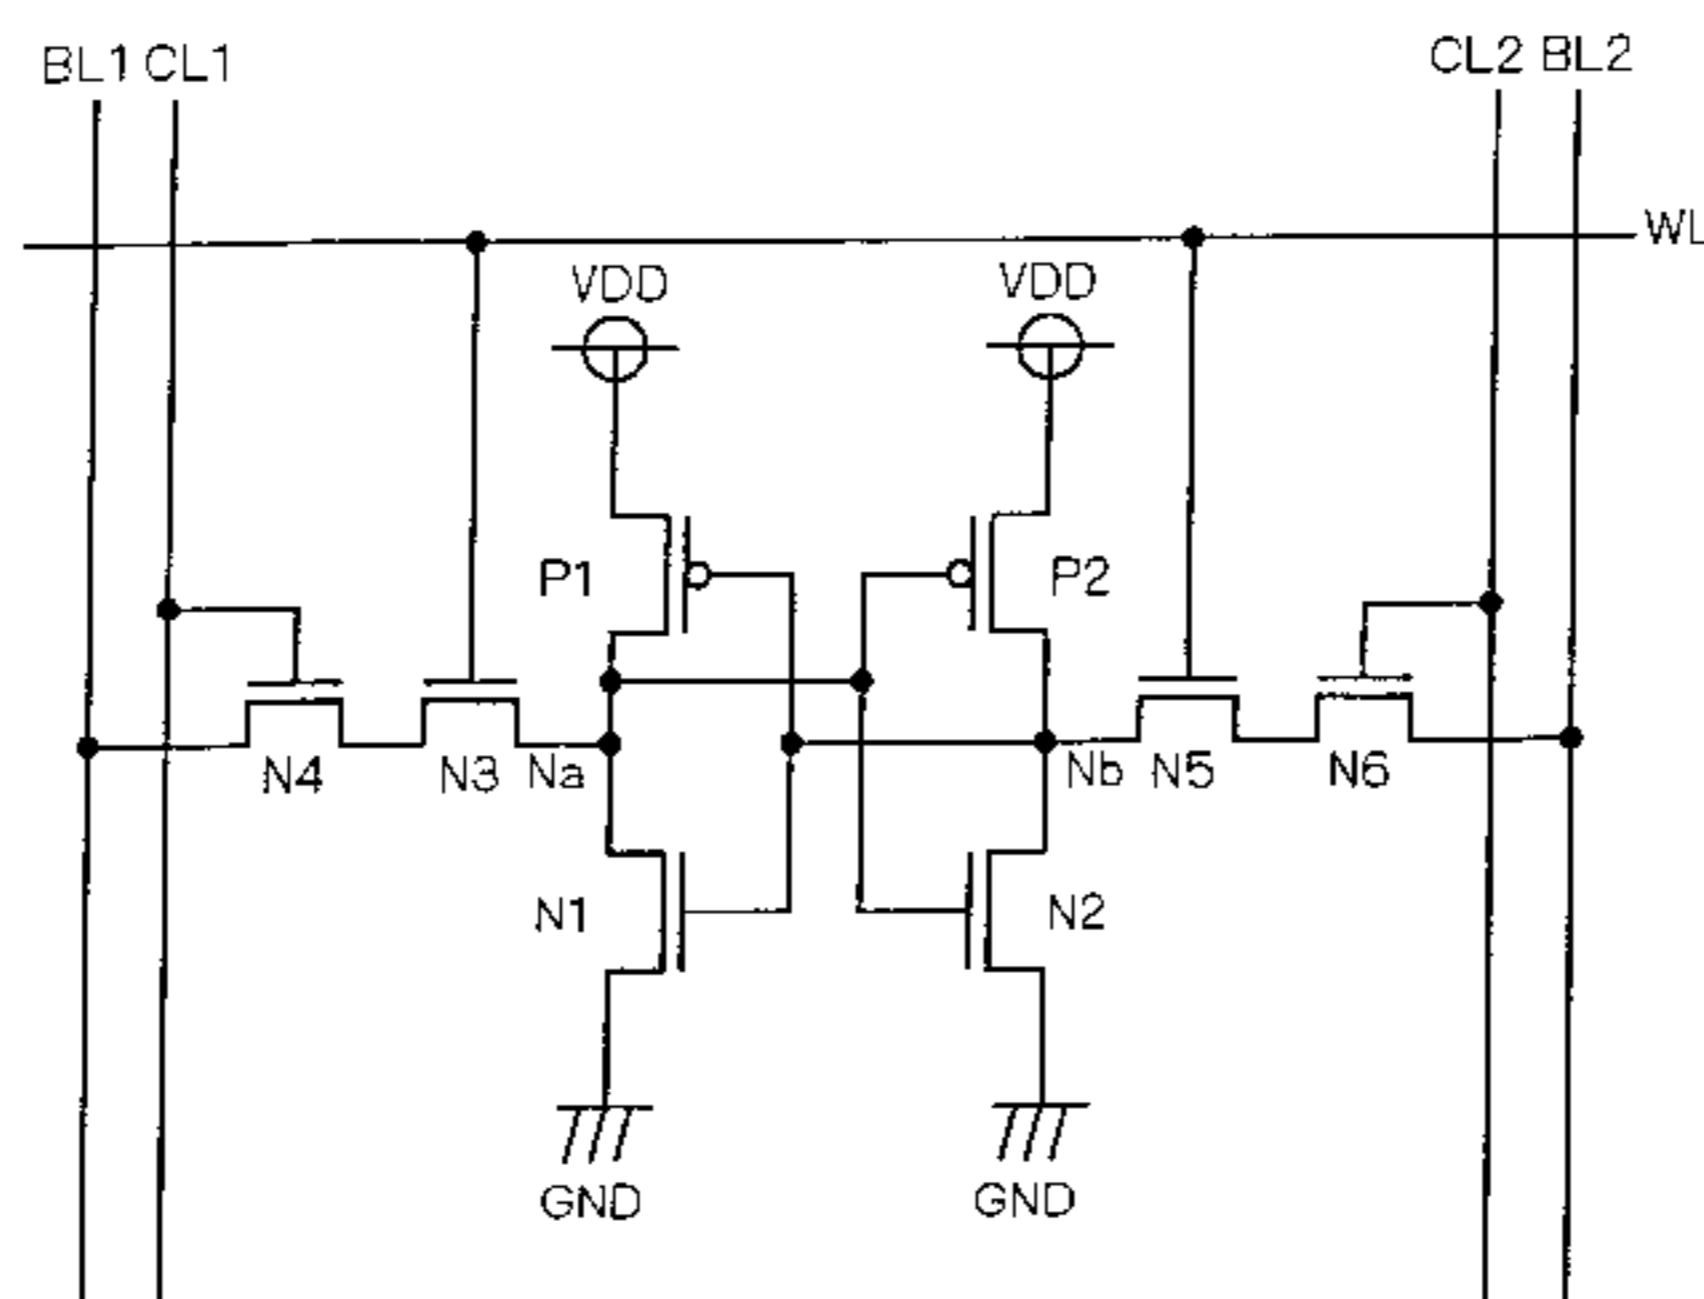 BL1 CL1 CL2 BL2
WL
VDD VDD
P1 P2
N4 N3 Na Nb N5 N6
N1 N2
GND GND